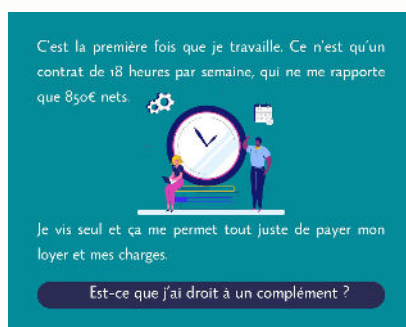 C'est la première fois que je travaille. Ce n'est qu'un
contrat de 18 heures par semaine, qui ne me rapporte
que 850€ nets.
Je vis seul et ça me permet tout juste de payer mon
loyer et mes charges.
Est-ce que j'ai droit à un complément ?